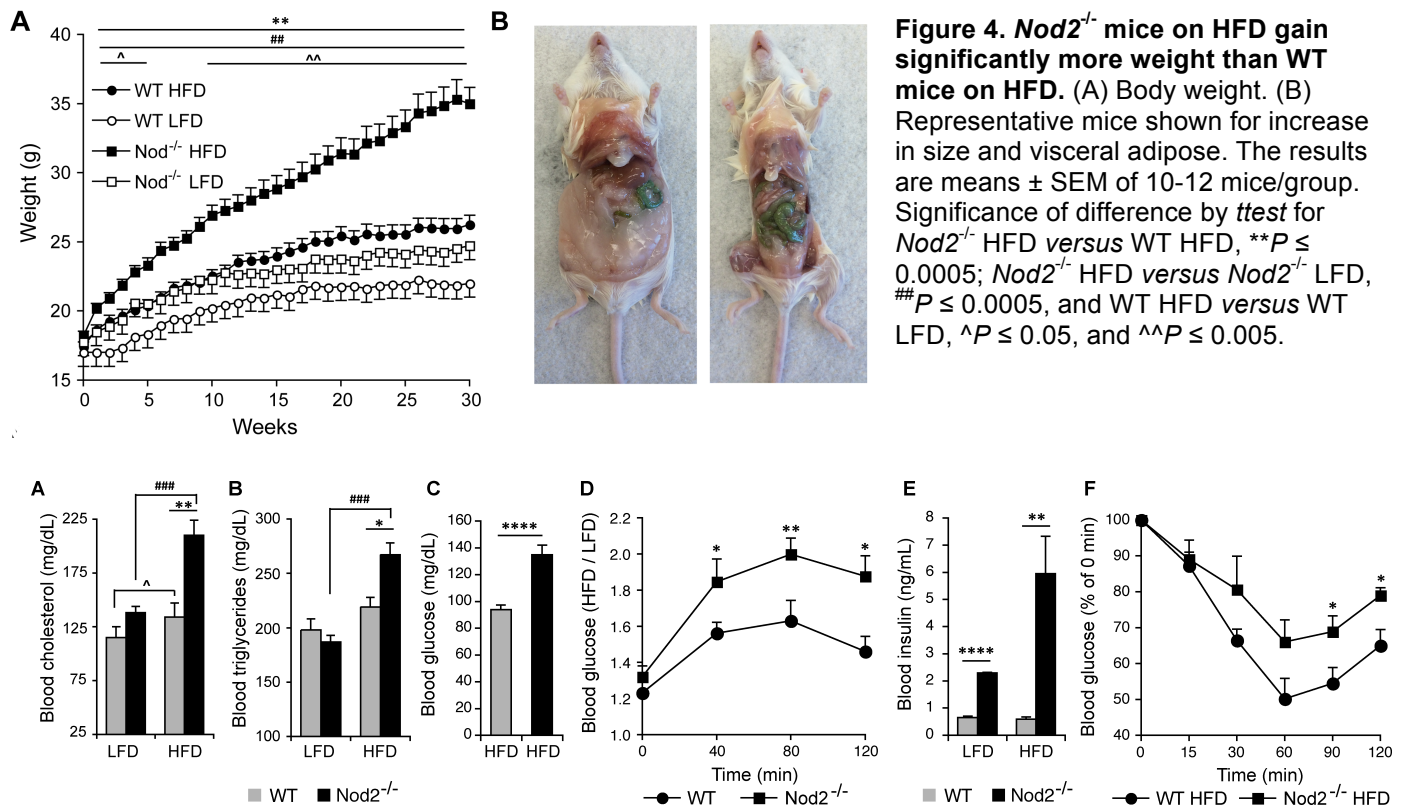 A
**
##
^ ^^
40
35
30
25
20
15
Weight (g)
WT HFD
WT LFD
Nod⁻/⁻ HFD
Nod⁻/⁻ LFD
0 5 10 15 20 25 30
Weeks
B
Figure 4. Nod2⁻/⁻ mice on HFD gain
significantly more weight than WT
mice on HFD. (A) Body weight. (B)
Representative mice shown for increase
in size and visceral adipose. The results
are means ± SEM of 10-12 mice/group.
Significance of difference by ttest for
Nod2⁻/⁻ HFD versus WT HFD, **P ≤
0.0005; Nod2⁻/⁻ HFD versus Nod2⁻/⁻ LFD,
##P ≤ 0.0005, and WT HFD versus WT
LFD, ^P ≤ 0.05, and ^^P ≤ 0.005.
A
###
**
^
225
175
125
75
25
Blood cholesterol (mg/dL)
LFD HFD
B
###
*
300
250
200
150
100
Blood triglycerides (mg/dL)
LFD HFD
WT Nod2⁻/⁻
C
****
160
140
120
100
80
60
40
20
0
Blood glucose (mg/dL)
HFD HFD
D
* ** *
2.2
2.0
1.8
1.6
1.4
1.2
1.0
Blood glucose (HFD / LFD)
0 40 80 120
Time (min)
WT Nod2⁻/⁻
E
**
****
8
7
6
5
4
3
2
1
0
Blood insulin (ng/mL)
LFD HFD
WT Nod2⁻/⁻
F
* *
100
90
80
70
60
50
40
Blood glucose (% of 0 min)
0 15 30 60 90 120
Time (min)
WT HFD Nod2⁻/⁻ HFD